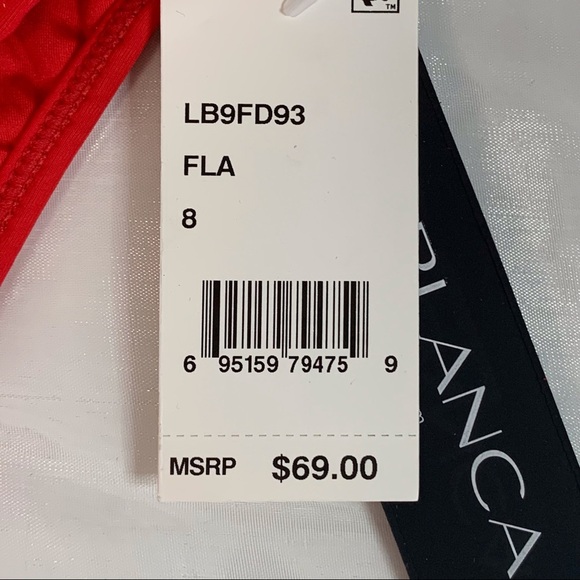 LB9FD93
FLA
8
6 95159 79475 9
MSRP $69.00
BLANCA